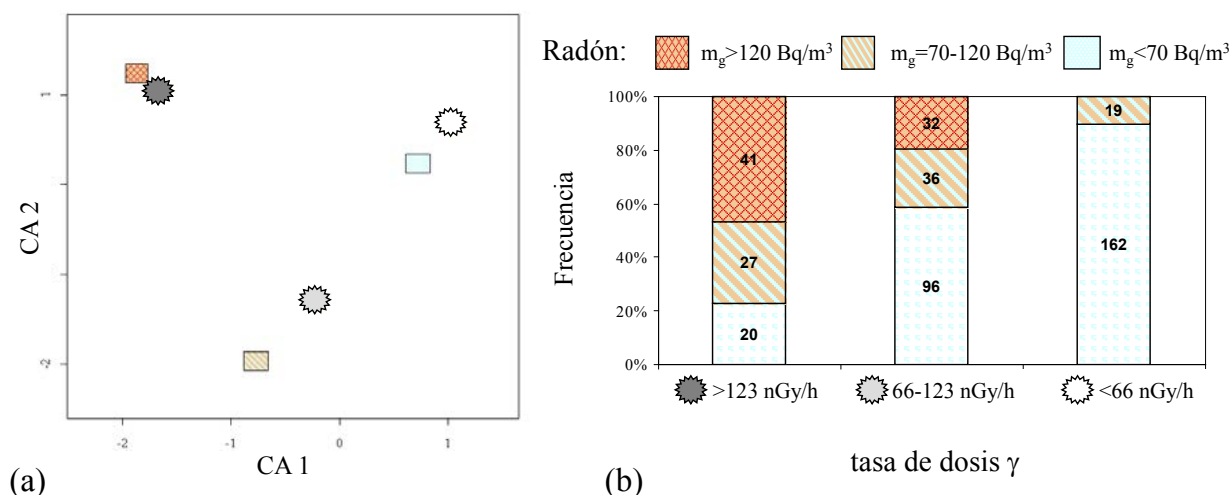 Radón:
m_g>120 Bq/m³
m_g=70-120 Bq/m³
m_g<70 Bq/m³
CA 2
1
-2
-2
-1
0
1
CA 1
(a)
Frecuencia
100%
80%
60%
40%
20%
0%
41
27
20
32
36
96
19
162
>123 nGy/h
66-123 nGy/h
<66 nGy/h
tasa de dosis γ
(b)